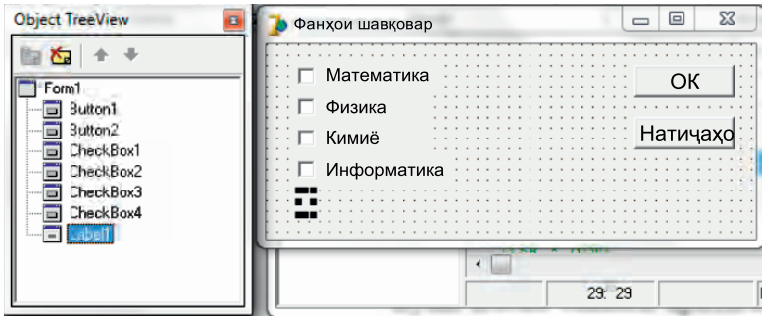 Object TreeView
Form1
Button1
Button2
CheckBox1
CheckBox2
CheckBox3
CheckBox4
Label1
Фанҳои шавқовар
Математика
Физика
Кимиё
Информатика
OK
Натиҷаҳо
29: 29